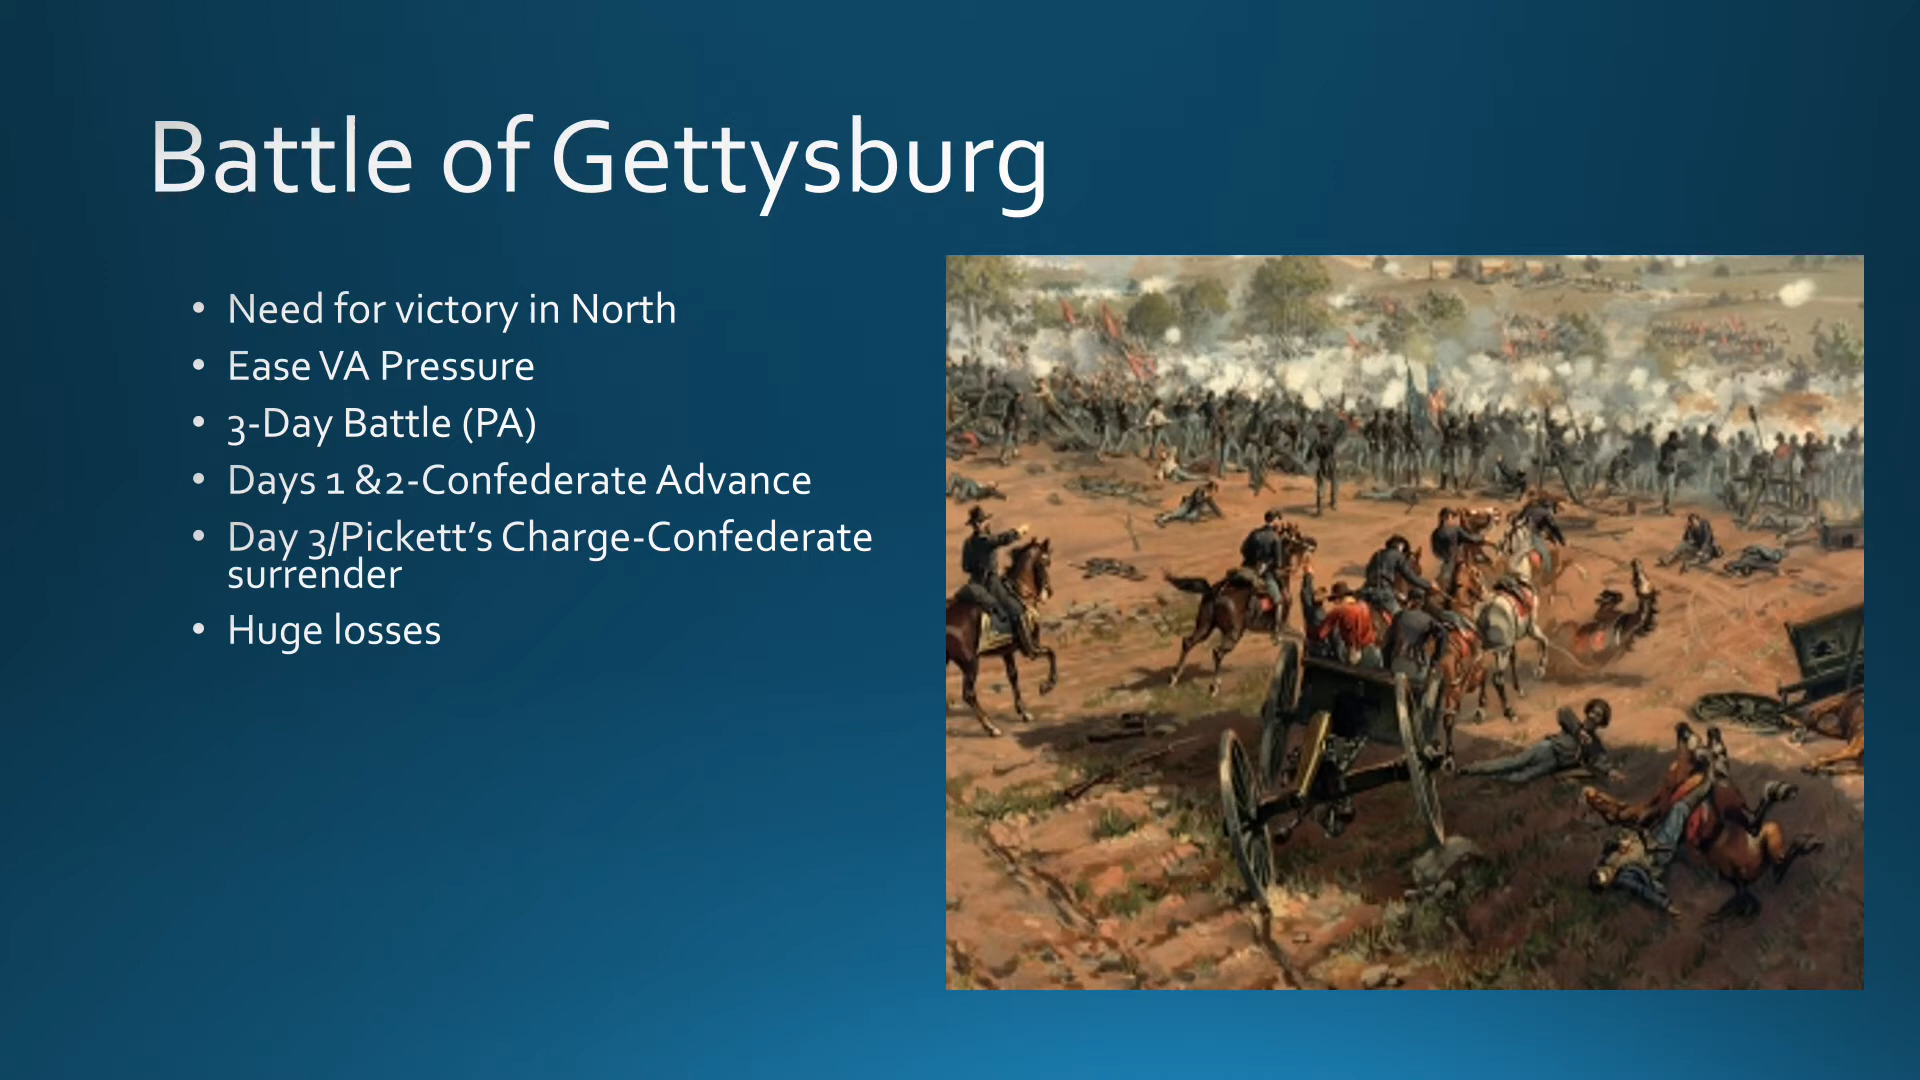 Battle of Gettysburg
• Need for victory in North
• Ease VA Pressure
• 3-Day Battle (PA)
• Days 1 &2-Confederate Advance
• Day 3/Pickett’s Charge-Confederate
surrender
• Huge losses